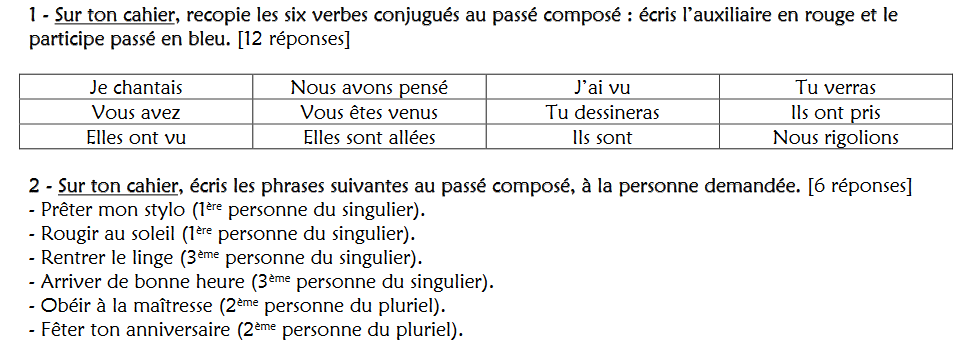 1 - Sur ton cahier, recopie les six verbes conjugués au passé composé : écris l’auxiliaire en rouge et le
participe passé en bleu. [12 réponses]
Je chantais Nous avons pensé J’ai vu Tu verras
Vous avez Vous êtes venus Tu dessineras Ils ont pris
Elles ont vu Elles sont allées Ils sont Nous rigolions
2 - Sur ton cahier, écris les phrases suivantes au passé composé, à la personne demandée. [6 réponses]
- Prêter mon stylo (1ère personne du singulier).
- Rougir au soleil (1ère personne du singulier).
- Rentrer le linge (3ème personne du singulier).
- Arriver de bonne heure (3ème personne du singulier).
- Obéir à la maîtresse (2ème personne du pluriel).
- Fêter ton anniversaire (2ème personne du pluriel).